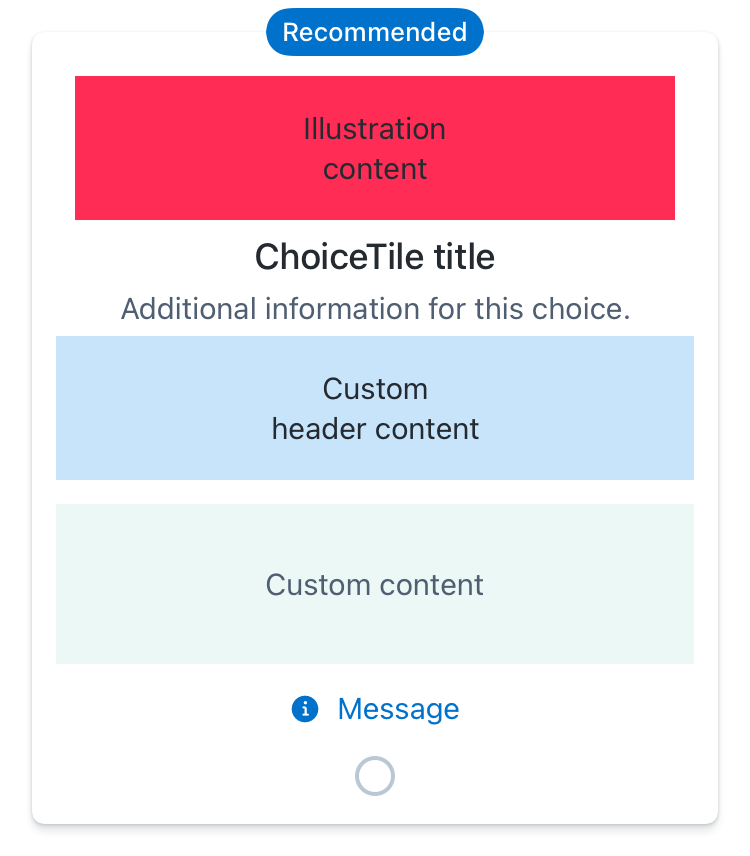 Recommended
Illustration
content
ChoiceTile title
Additional information for this choice.
Custom
header content
Custom content
Message